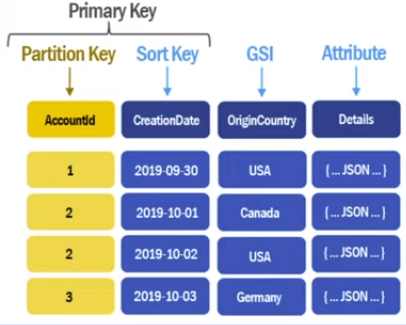 Primary Key
Partition Key Sort Key GSI Attribute
AccountId CreationDate OriginCountry Details
1 2019-09-30 USA {... JSON ...}
2 2019-10-01 Canada {... JSON ...}
2 2019-10-02 USA {... JSON ...}
3 2019-10-03 Germany {... JSON ...}